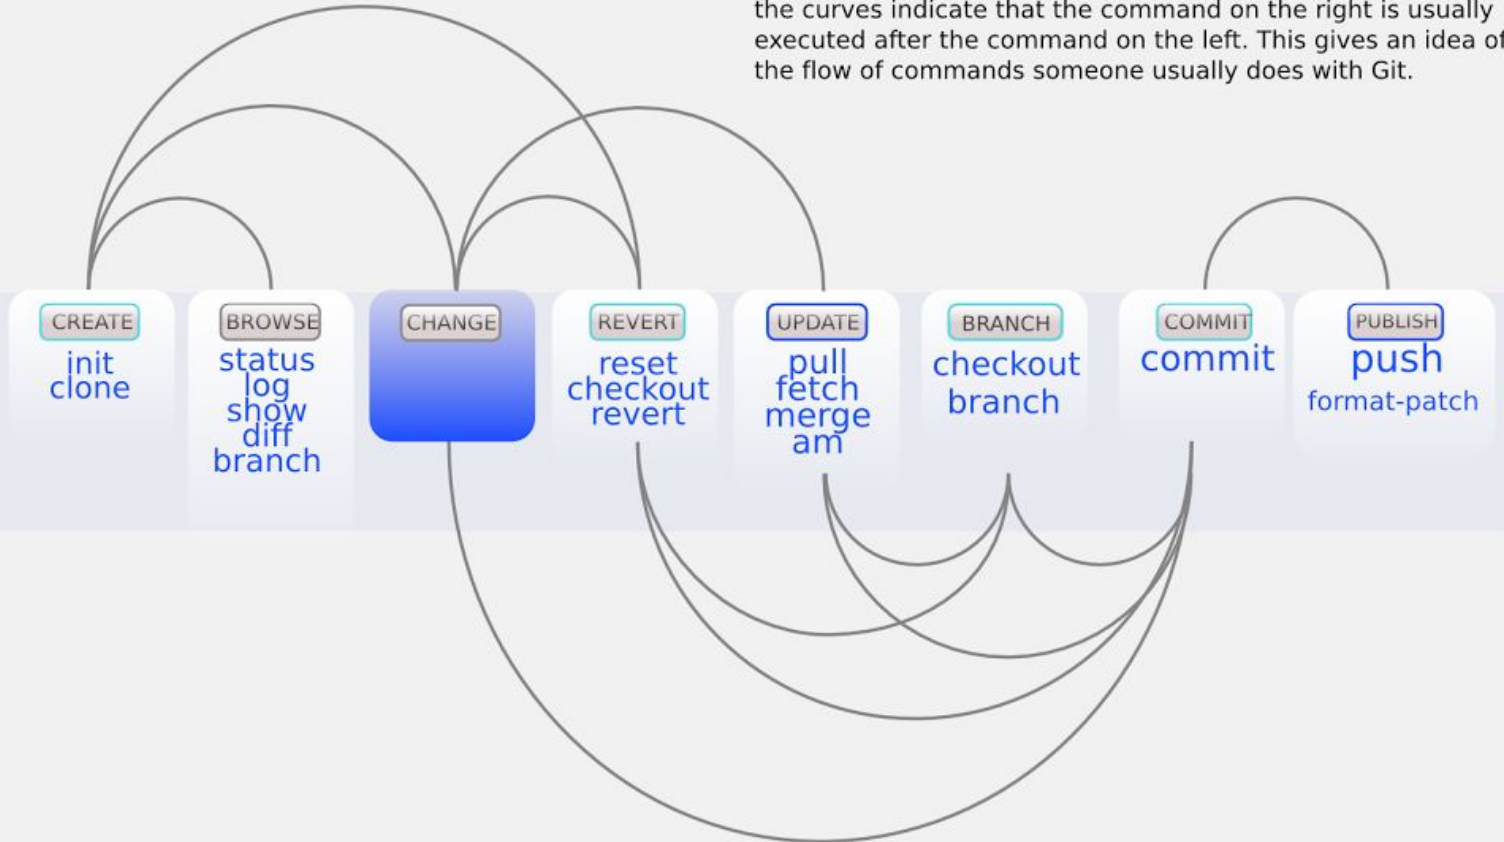 the curves indicate that the command on the right is usually
executed after the command on the left. This gives an idea of
the flow of commands someone usually does with Git.
CREATE
init
clone
BROWSE
status
log
show
diff
branch
CHANGE
REVERT
reset
checkout
revert
UPDATE
pull
fetch
merge
am
BRANCH
checkout
branch
COMMIT
commit
PUBLISH
push
format-patch